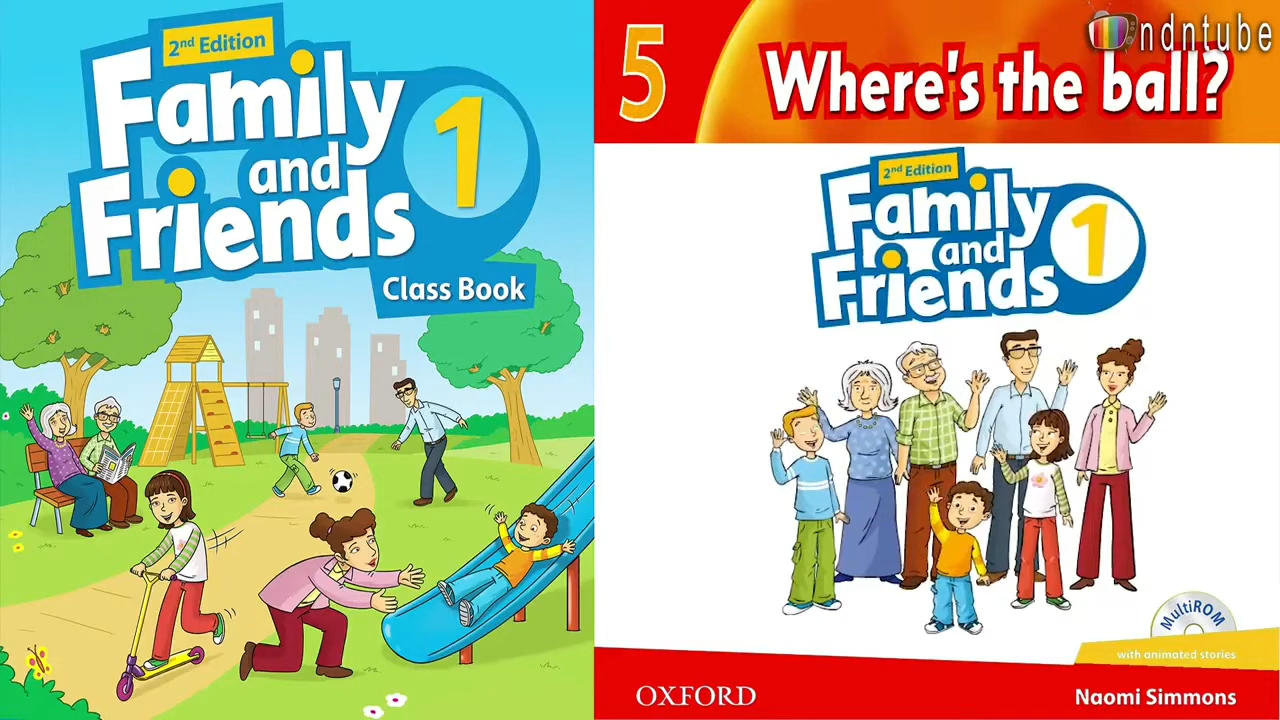 2nd Edition
Family
and
Friends
1
Class Book
5
Where's the ball?
ndntube
2nd Edition
Family
and
Friends
1
MultiROM
with animated stories
OXFORD
Naomi Simmons